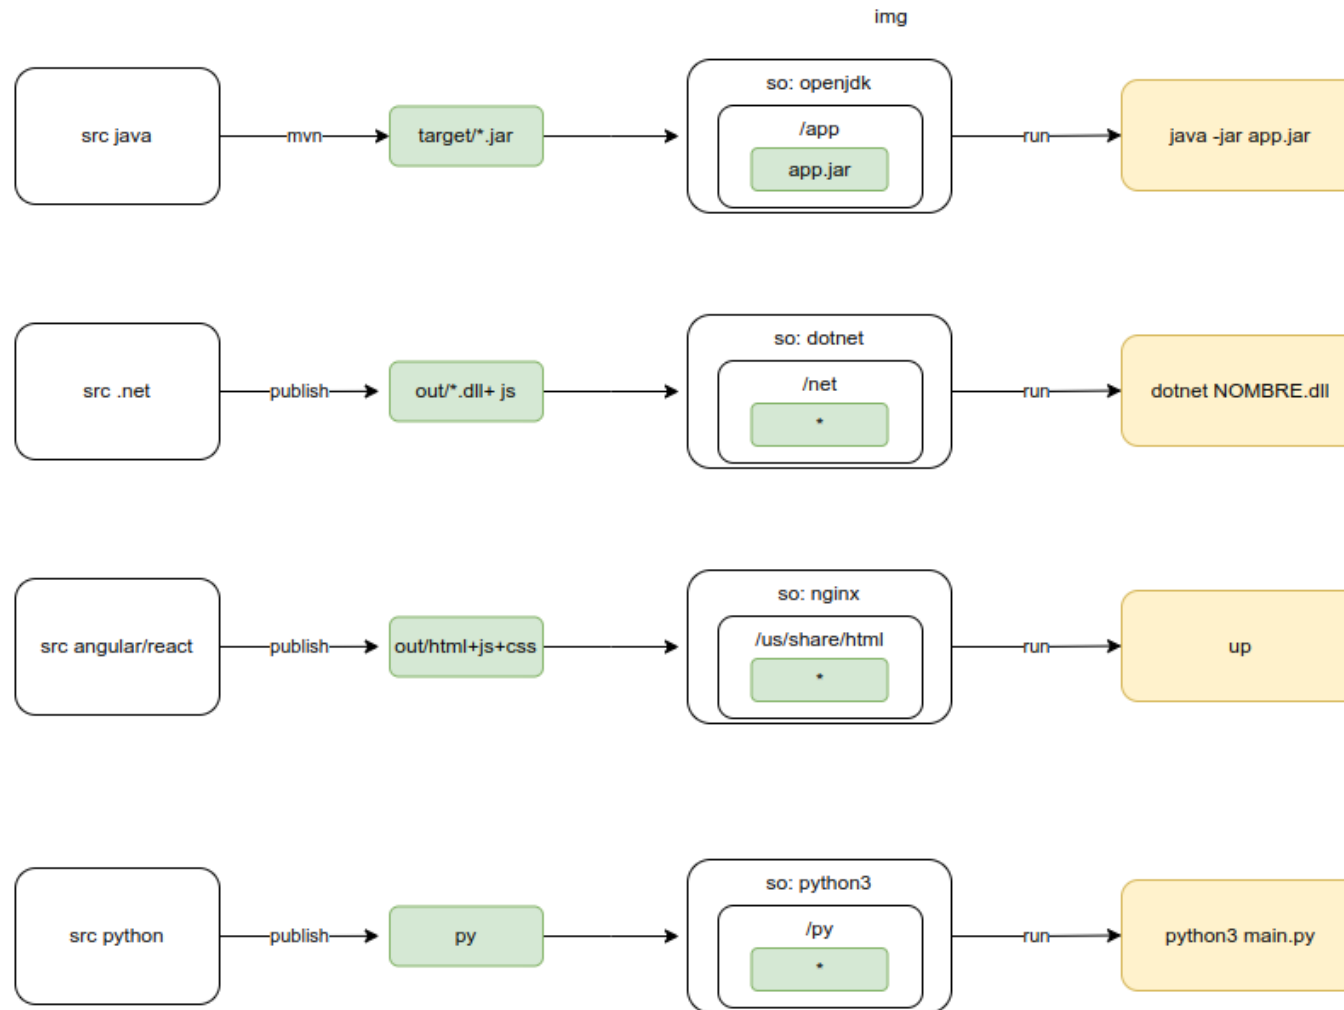 img
src java
mvn
target/*.jar
so: openjdk
/app
app.jar
run
java -jar app.jar
src .net
publish
out/*.dll+ js
so: dotnet
/net
*
run
dotnet NOMBRE.dll
src angular/react
publish
out/html+js+css
so: nginx
/us/share/html
*
run
up
src python
publish
py
so: python3
/py
*
run
python3 main.py